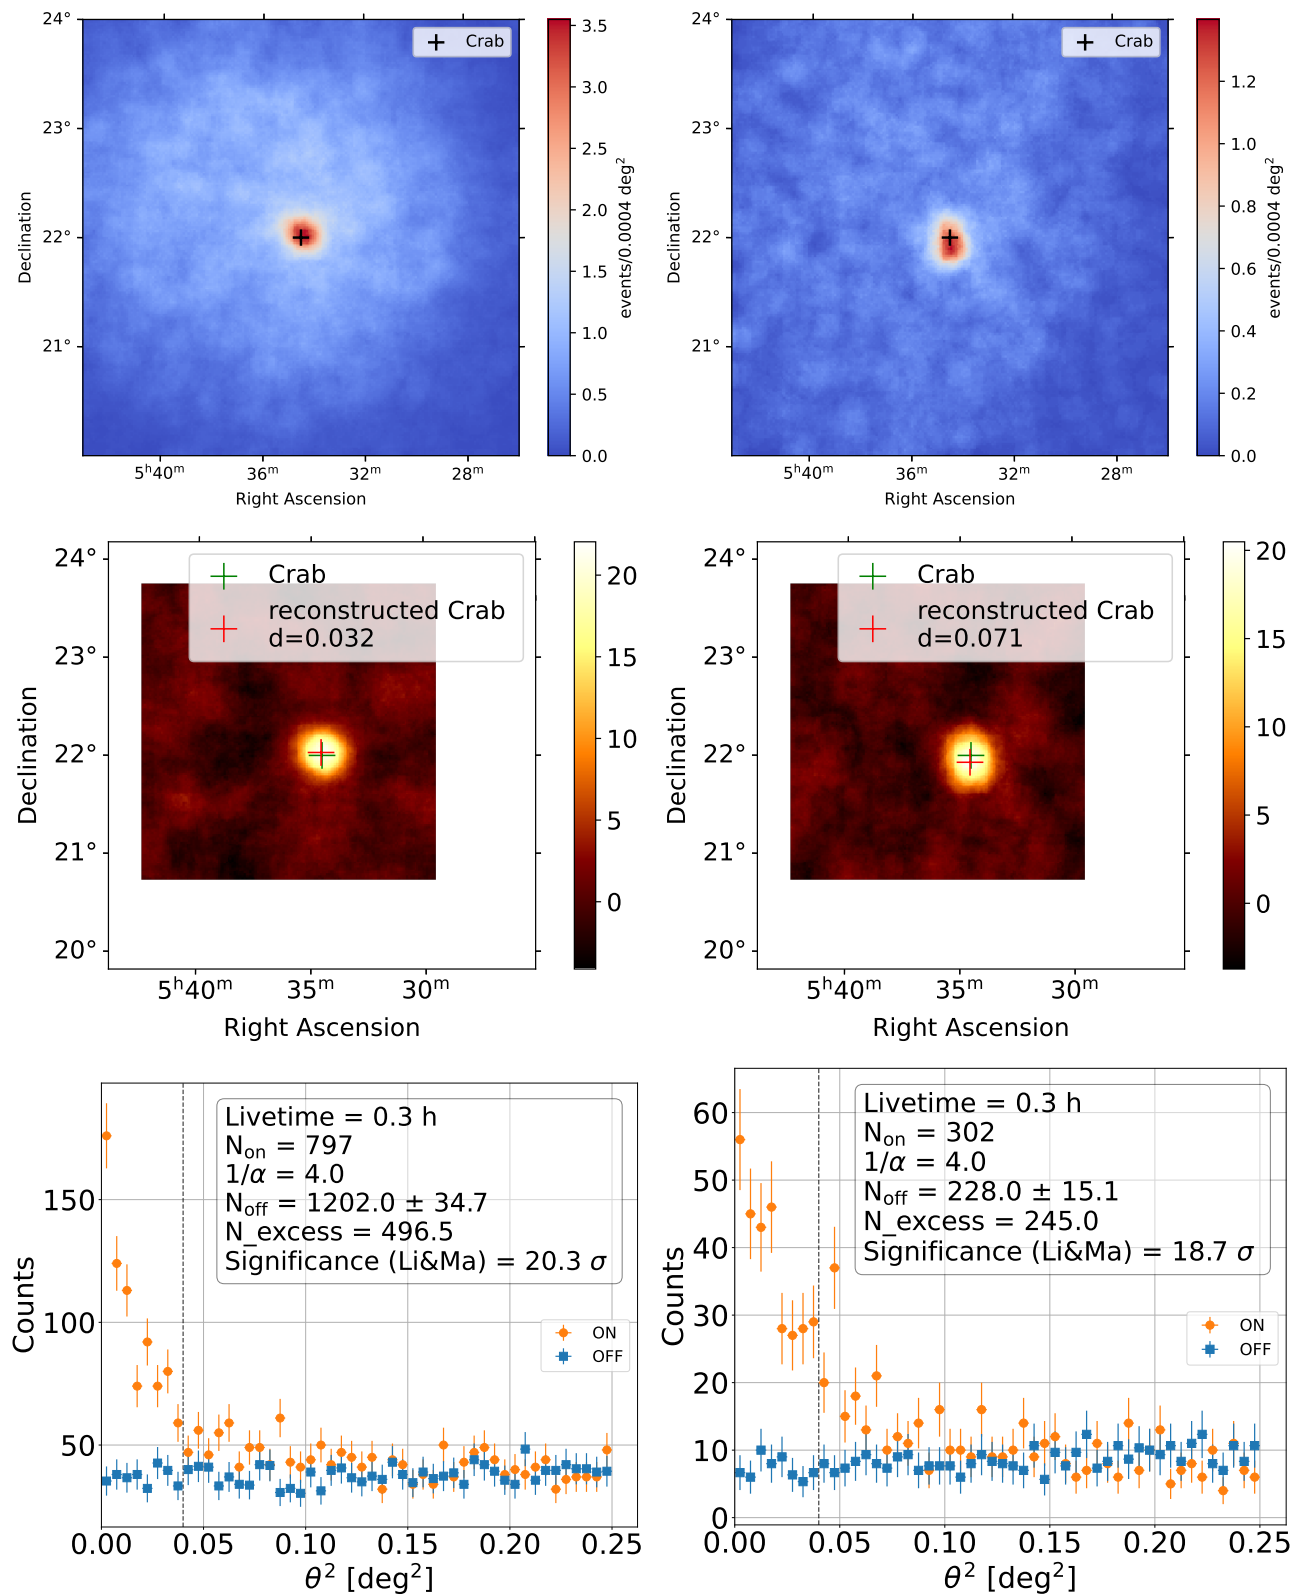 24°
23°
22°
21°
Declination
5ʰ40ᵐ
36ᵐ
32ᵐ
28ᵐ
Right Ascension
Crab
3.5
3.0
2.5
2.0
1.5
1.0
0.5
0.0
events/0.0004 deg²
24°
23°
22°
21°
Declination
5ʰ40ᵐ
36ᵐ
32ᵐ
28ᵐ
Right Ascension
Crab
1.2
1.0
0.8
0.6
0.4
0.2
0.0
events/0.0004 deg²
24°
23°
22°
21°
20°
Declination
5ʰ40ᵐ
35ᵐ
30ᵐ
Right Ascension
Crab
reconstructed Crab
d=0.032
20
15
10
5
0
24°
23°
22°
21°
20°
Declination
5ʰ40ᵐ
35ᵐ
30ᵐ
Right Ascension
Crab
reconstructed Crab
d=0.071
20
15
10
5
0
150
100
50
Counts
0.00
0.05
0.10
0.15
0.20
0.25
θ² [deg²]
Livetime = 0.3 h
Nₒₙ = 797
1/α = 4.0
N_off = 1202.0 ± 34.7
N_excess = 496.5
Significance (Li&Ma) = 20.3 σ
ON
OFF
60
50
40
30
20
10
0
Counts
0.00
0.05
0.10
0.15
0.20
0.25
θ² [deg²]
Livetime = 0.3 h
Nₒₙ = 302
1/α = 4.0
N_off = 228.0 ± 15.1
N_excess = 245.0
Significance (Li&Ma) = 18.7 σ
ON
OFF